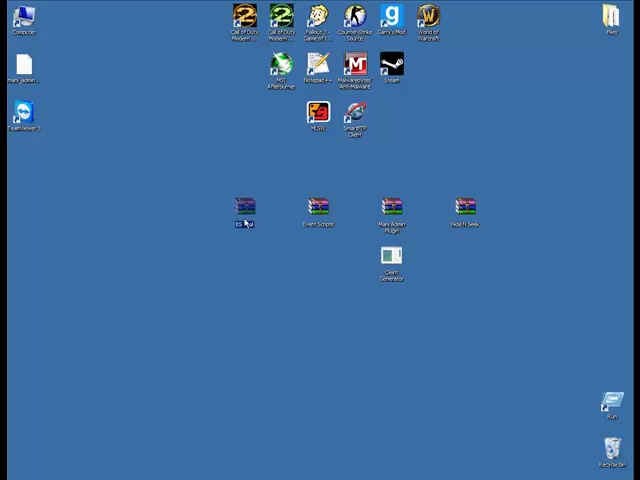 Computer
Call of Duty
Modern ...
Call of Duty
Modern ...
Fallout 3 -
Game of t...
Counter-Strike
Source
Garry's Mod
World of
Warcraft
Files
mani_admin...
MSI
Afterburner
Notepad++
Malwarebytes'
Anti-Malware
Steam
TeamViewer 5
HLSW
SmartFTP
Client
Event Scripts
Mani Admin
Plugin
Hide N Seek
Client
Generator
Run
Recycle Bin